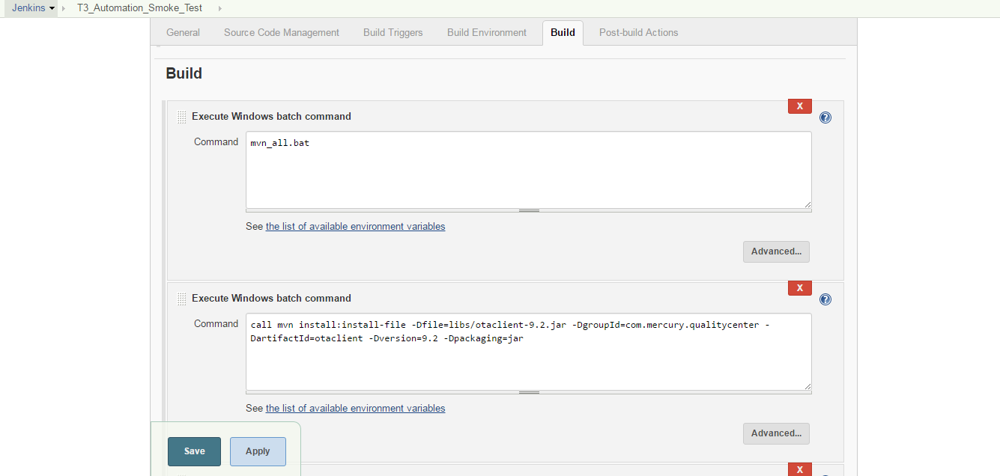 Jenkins T3_Automation_Smoke_Test
General Source Code Management Build Triggers Build Environment Build Post-build Actions
Build
X
Execute Windows batch command
?
Command
mvn_all.bat
See the list of available environment variables
Advanced...
X
Execute Windows batch command
?
Command
call mvn install:install-file -Dfile=libs/otaclient-9.2.jar -DgroupId=com.mercury.qualitycenter -
DartifactId=otaclient -Dversion=9.2 -Dpackaging=jar
See the list of available environment variables
Advanced...
Save Apply
X